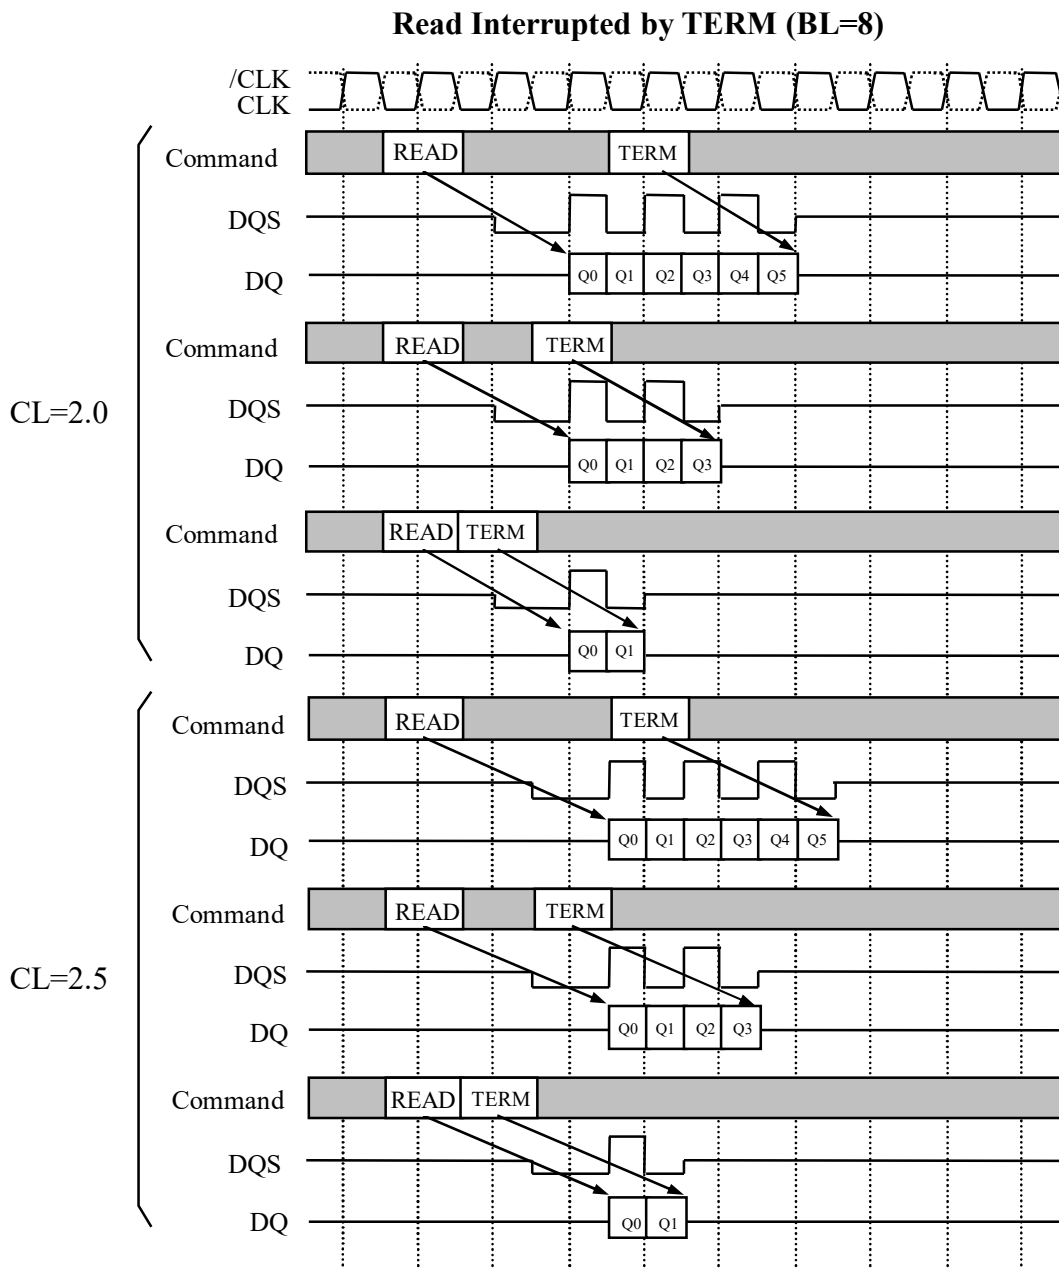 Read Interrupted by TERM (BL=8)
/CLK
CLK
Command READ TERM
DQS
DQ Q0 Q1 Q2 Q3 Q4 Q5
Command READ TERM
CL=2.0
DQS
DQ Q0 Q1 Q2 Q3
Command READ TERM
DQS
DQ Q0 Q1
Command READ TERM
DQS
DQ Q0 Q1 Q2 Q3 Q4 Q5
Command READ TERM
CL=2.5
DQS
DQ Q0 Q1 Q2 Q3
Command READ TERM
DQS
DQ Q0 Q1